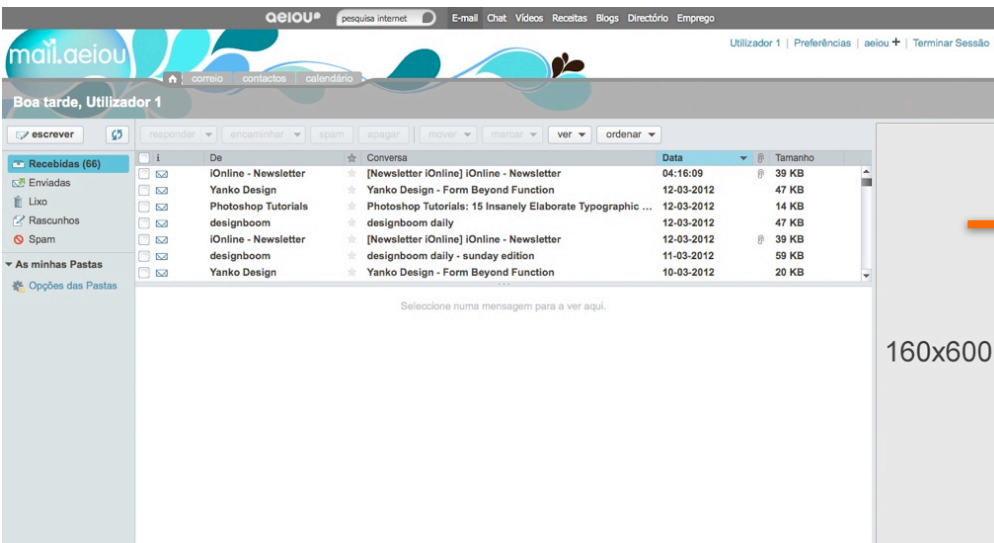 aeiou
pesquisa internet
E-mail Chat Vídeos Receitas Blogs Directório Emprego
mail.aeiou
Utilizador 1 | Preferências | aeiou + | Terminar Sessão
correio contactos calendário
Boa tarde, Utilizador 1
escrever
responder encaminhar spam apagar mover marcar ver ordenar
i De Conversa Data Tamanho
Recebidas (66)
Enviadas
Lixo
Rascunhos
Spam
As minhas Pastas
Opções das Pastas
iOnline - Newsletter [Newsletter iOnline] iOnline - Newsletter 04:16:09 39 KB
Yanko Design Yanko Design - Form Beyond Function 12-03-2012 47 KB
Photoshop Tutorials Photoshop Tutorials: 15 Insanely Elaborate Typographic ... 12-03-2012 14 KB
designboom designboom daily 12-03-2012 47 KB
iOnline - Newsletter [Newsletter iOnline] iOnline - Newsletter 12-03-2012 39 KB
designboom designboom daily - sunday edition 11-03-2012 59 KB
Yanko Design Yanko Design - Form Beyond Function 10-03-2012 20 KB
Seleccione numa mensagem para a ver aqui.
160x600